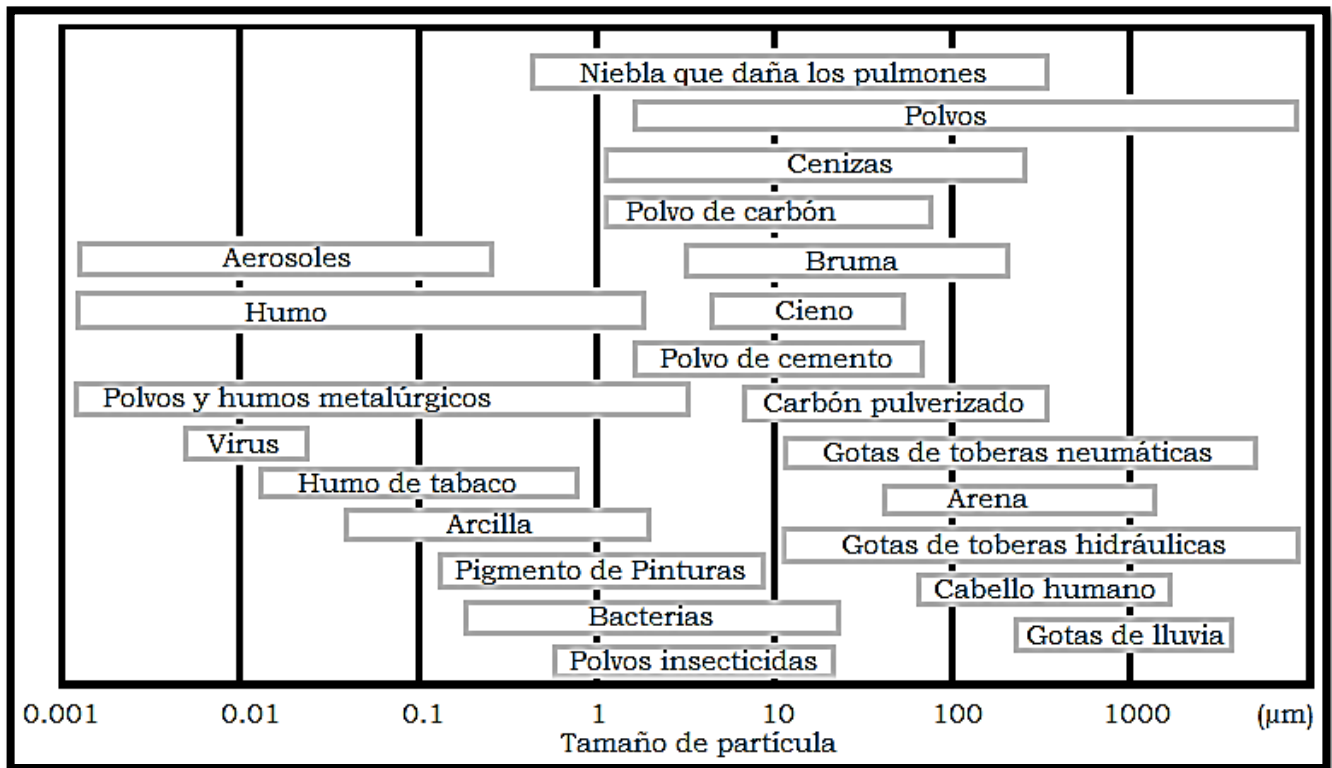 Niebla que daña los pulmones
Polvos
Cenizas
Polvo de carbón
Aerosoles
Bruma
Humo
Cieno
Polvo de cemento
Polvos y humos metalúrgicos
Carbón pulverizado
Virus
Gotas de toberas neumáticas
Humo de tabaco
Arena
Arcilla
Gotas de toberas hidráulicas
Pigmento de Pinturas
Cabello humano
Bacterias
Gotas de lluvia
Polvos insecticidas
0.001 0.01 0.1 1 10 100 1000 (µm)
Tamaño de partícula